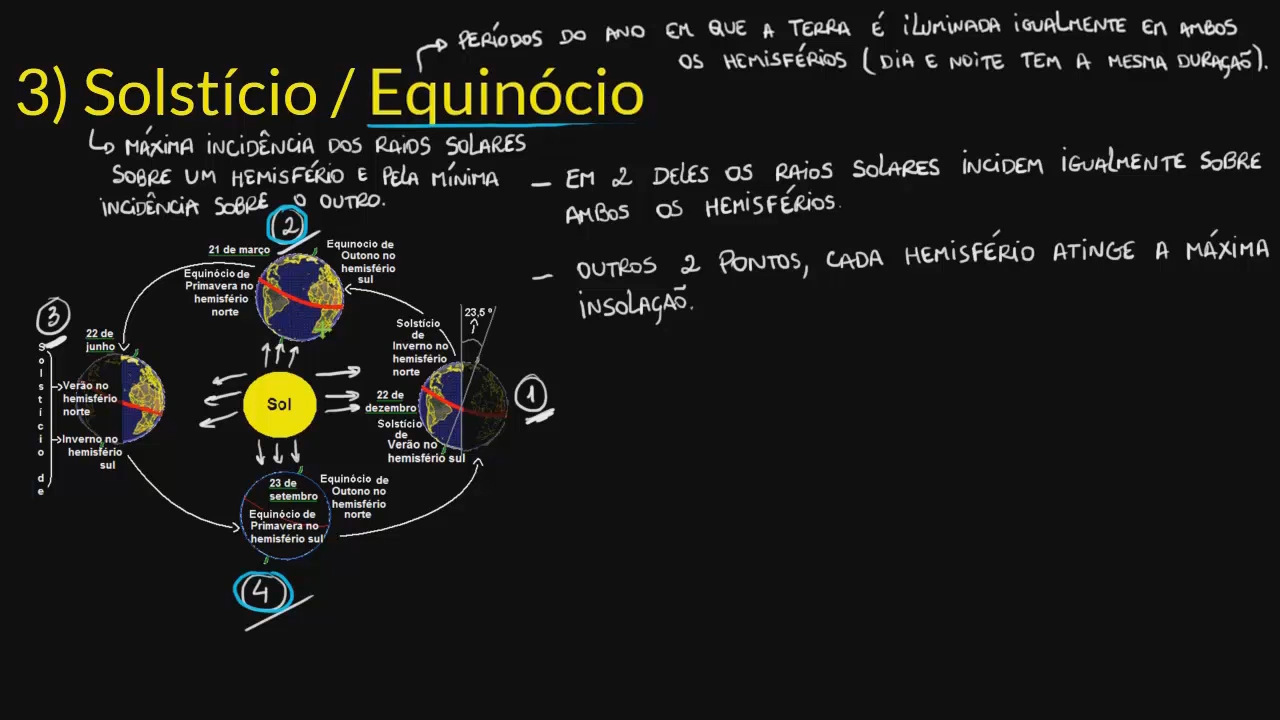 PERÍODOS DO ANO EM QUE A TERRA É ILUMINADA IGUALMENTE EM AMBOS
OS HEMISFÉRIOS (DIA E NOITE TEM A MESMA DURAÇÃO).
3) Solstício / Equinócio
MÁXIMA INCIDÊNCIA DOS RAIOS SOLARES
SOBRE UM HEMISFÉRIO E PELA MÍNIMA
INCIDÊNCIA SOBRE O OUTRO.
— EM 2 DELES OS RAIOS SOLARES INCIDEM IGUALMENTE SOBRE
AMBOS OS HEMISFÉRIOS.
— OUTROS 2 PONTOS, CADA HEMISFÉRIO ATINGE A MÁXIMA
INSOLAÇÃO.
2
21 de março
Equinocio de
Outono no
hemisfério
sul
Equinócio de
Primavera no
hemisfério
norte
3
22 de
junho
Solstício de
Verão no
hemisfério
norte
Inverno no
hemisfério
sul
Sol
23,5 º
Solstício
de
Inverno no
hemisfério
norte
1
22 de
dezembro
Solstício
de
Verão no
hemisfério sul
23 de
setembro
Equinócio de
Primavera no
hemisfério sul
Equinócio de
Outono no
hemisfério
norte
4